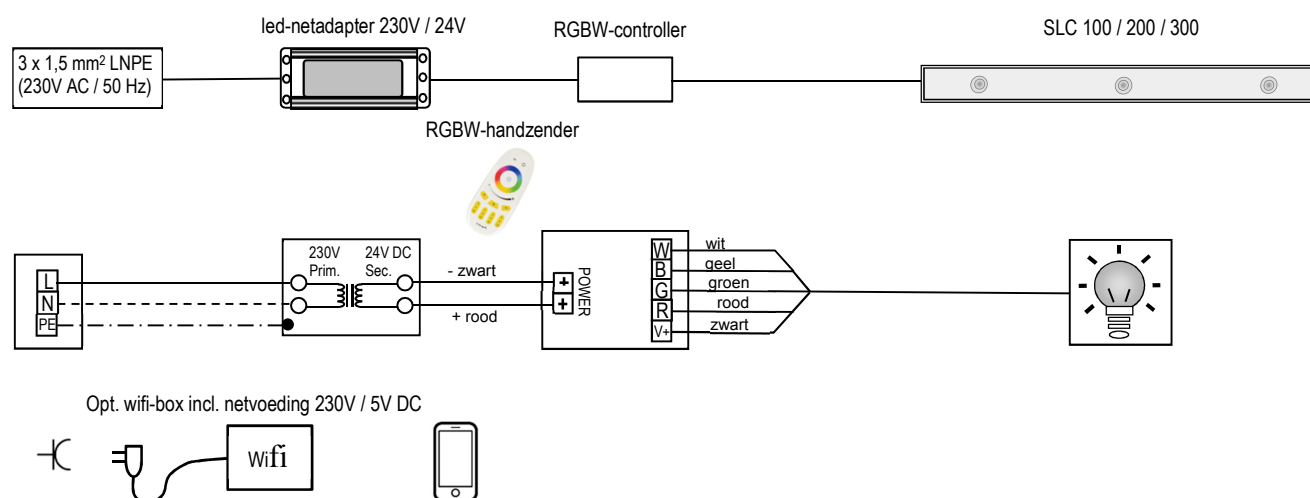 led-netadapter 230V / 24V
RGBW-controller
SLC 100 / 200 / 300
3 x 1,5 mm² LNPE
(230V AC / 50 Hz)
RGBW-handzender
L
N
PE
230V
Prim.
24V DC
Sec.
- zwart
+ rood
+
+
POWER
W
B
G
R
V+
wit
geel
groen
rood
zwart
Opt. wifi-box incl. netvoeding 230V / 5V DC
Wifi